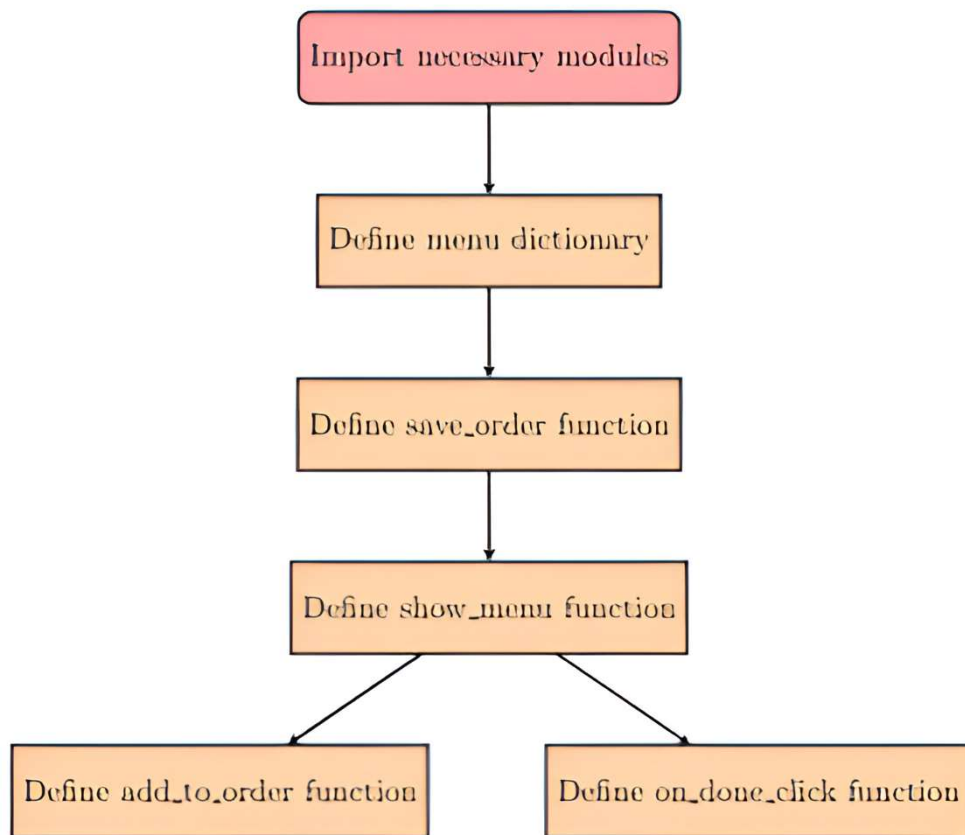 Import necessary modules
Define menu dictionary
Define save_order function
Define show_menu function
Define add_to_order function
Define on_done_click function